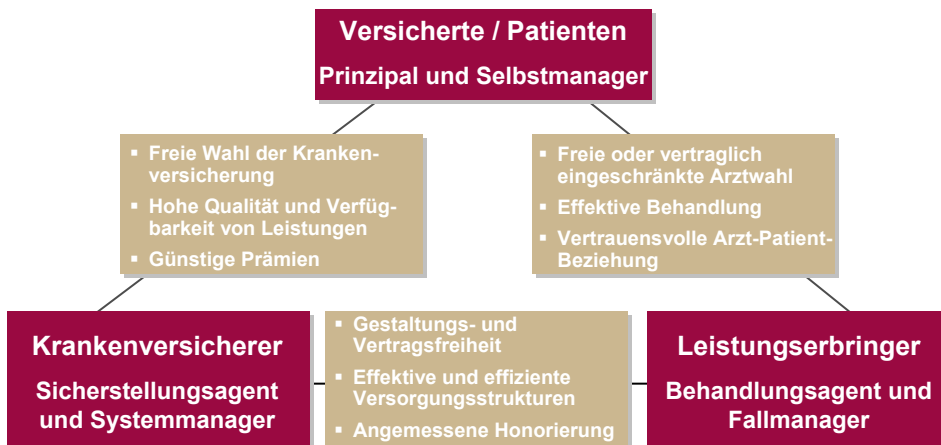 Versicherte / Patienten
Prinzipal und Selbstmanager
▪ Freie Wahl der Kranken-
versicherung
▪ Hohe Qualität und Verfüg-
barkeit von Leistungen
▪ Günstige Prämien
▪ Freie oder vertraglich
eingeschränkte Arztwahl
▪ Effektive Behandlung
▪ Vertrauensvolle Arzt-Patient-
Beziehung
Krankenversicherer
Sicherstellungsagent
und Systemmanager
▪ Gestaltungs- und
Vertragsfreiheit
▪ Effektive und effiziente
Versorgungsstrukturen
▪ Angemessene Honorierung
Leistungserbringer
Behandlungsagent und
Fallmanager